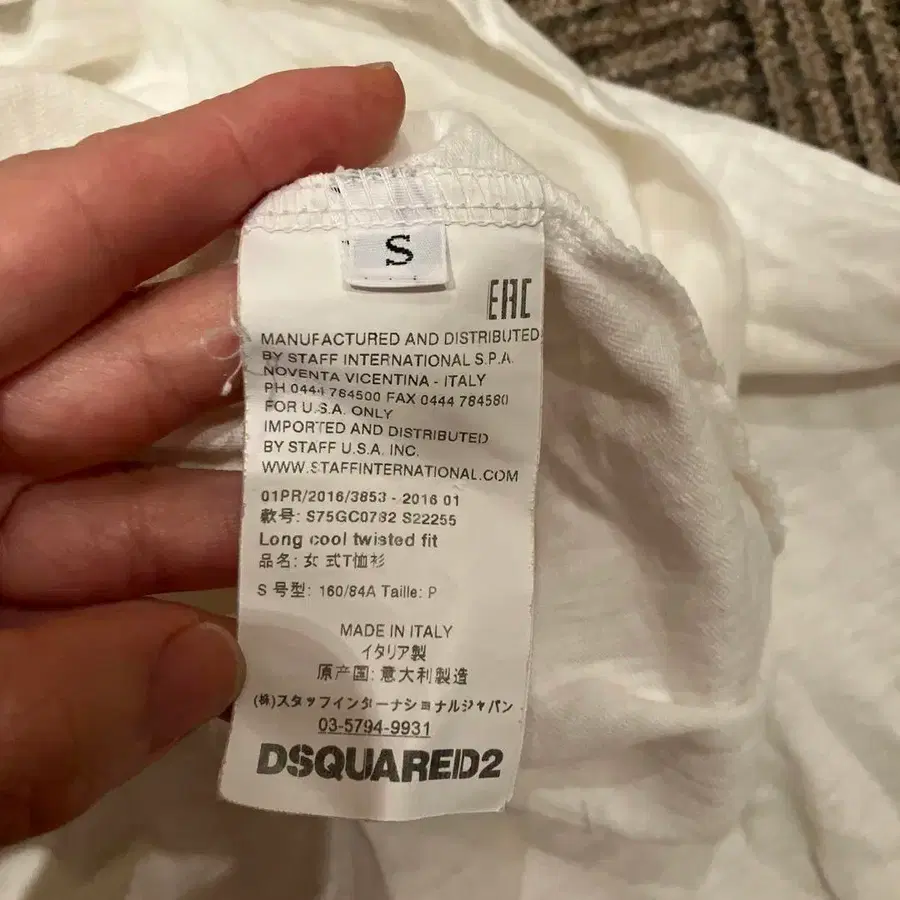 S
EAC
MANUFACTURED AND DISTRIBUTED
BY STAFF INTERNATIONAL S.P.A.
NOVENTA VICENTINA - ITALY
PH 0444 784500 FAX 0444 784580
FOR U.S.A. ONLY
IMPORTED AND DISTRIBUTED
BY STAFF U.S.A. INC.
WWW.STAFFINTERNATIONAL.COM
01PR/2016/3853 - 2016 01
款号: S75GC0782 S22255
Long cool twisted fit
品名: 女 式T恤衫
S 号型: 160/84A Taille: P
MADE IN ITALY
イタリア製
原产国: 意大利製造
(株)スタッフインターナショナルジャパン
03-5794-9931
DSQUARED2